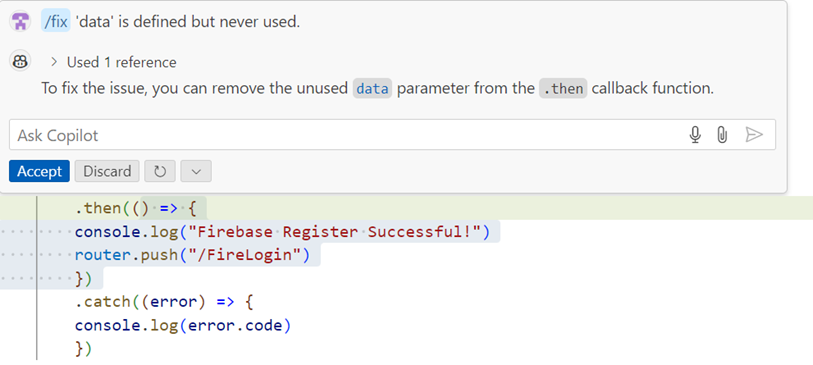 /fix 'data' is defined but never used.
Used 1 reference
To fix the issue, you can remove the unused data parameter from the .then callback function.
Ask Copilot
Accept Discard
.then(() => {
console.log("Firebase Register Successful!")
router.push("/FireLogin")
})
.catch((error) => {
console.log(error.code)
})